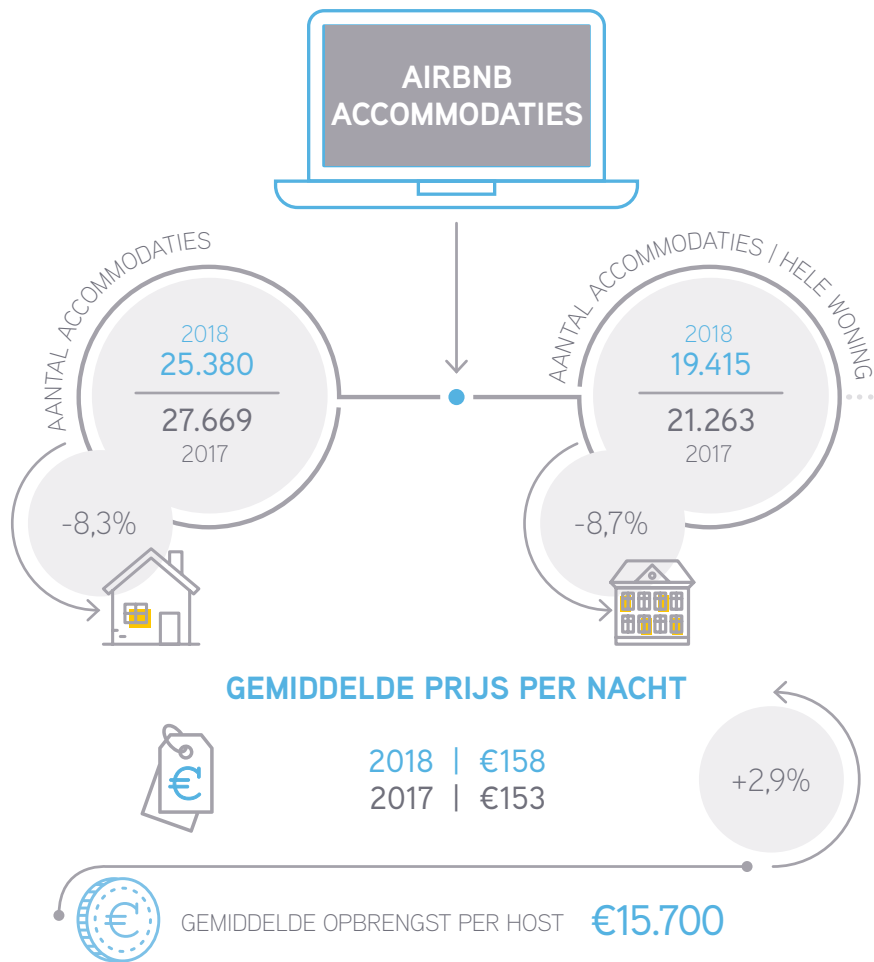 AIRBNB
ACCOMMODATIES
AANTAL ACCOMMODATIES
2018
25.380
27.669
2017
-8,3%
AANTAL ACCOMMODATIES | HELE WONING
2018
19.415
21.263
2017
-8,7%
GEMIDDELDE PRIJS PER NACHT
€
2018 | €158
2017 | €153
+2,9%
€
GEMIDDELDE OPBRENGST PER HOST €15.700